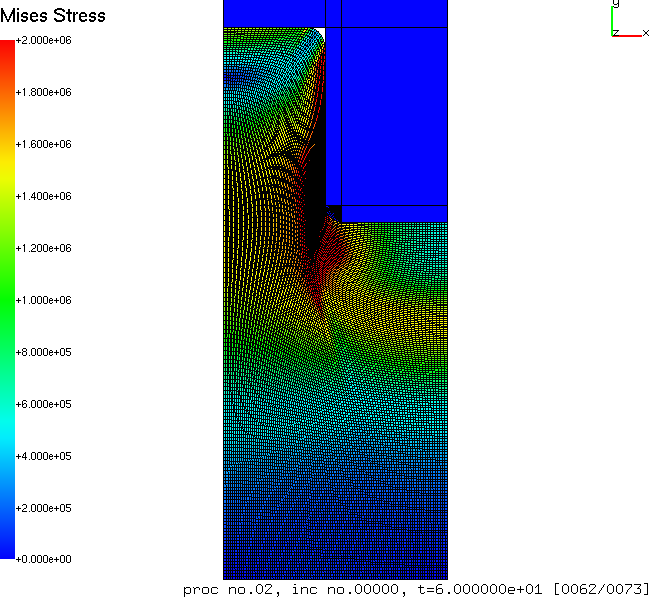 Mises Stress
+2.000e+06
+1.800e+06
+1.600e+06
+1.400e+06
+1.200e+06
+1.000e+06
+8.000e+05
+6.000e+05
+4.000e+05
+2.000e+05
+0.000e+00
y
z x
proc no.02, inc no.00000, t=6.000000e+01 [0062/0073]